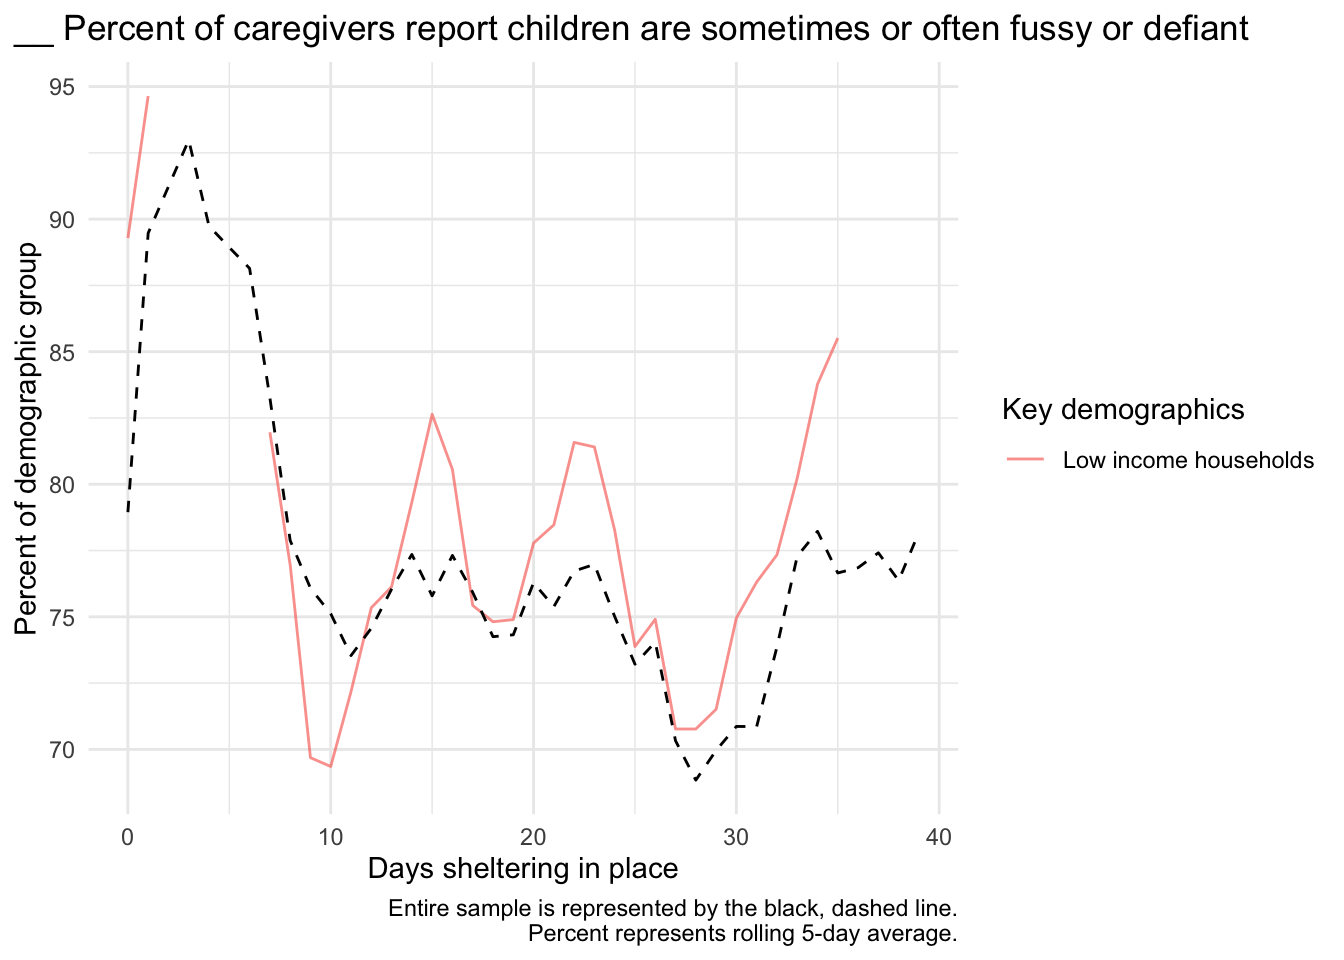 __ Percent of caregivers report children are sometimes or often fussy or defiant
Percent of demographic group
95
90
85
80
75
70
0 10 20 30 40
Days sheltering in place
Key demographics
Low income households
Entire sample is represented by the black, dashed line.
Percent represents rolling 5-day average.